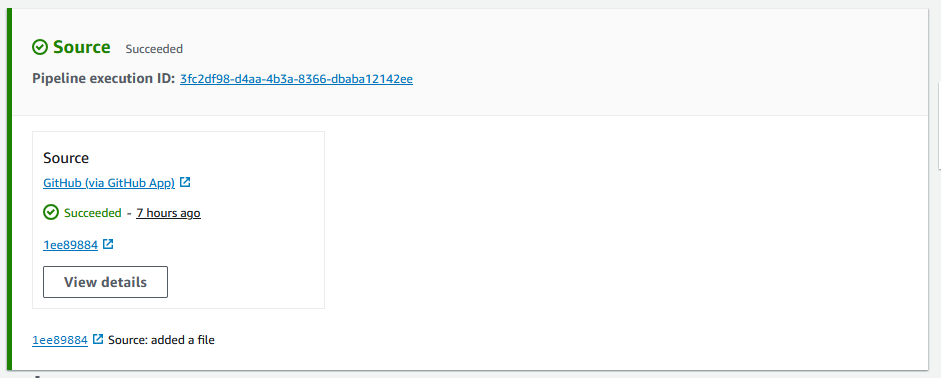 Source Succeeded
Pipeline execution ID: 3fc2df98-d4aa-4b3a-8366-dbaba12142ee
Source
GitHub (via GitHub App)
Succeeded - 7 hours ago
1ee89884
View details
1ee89884 Source: added a file